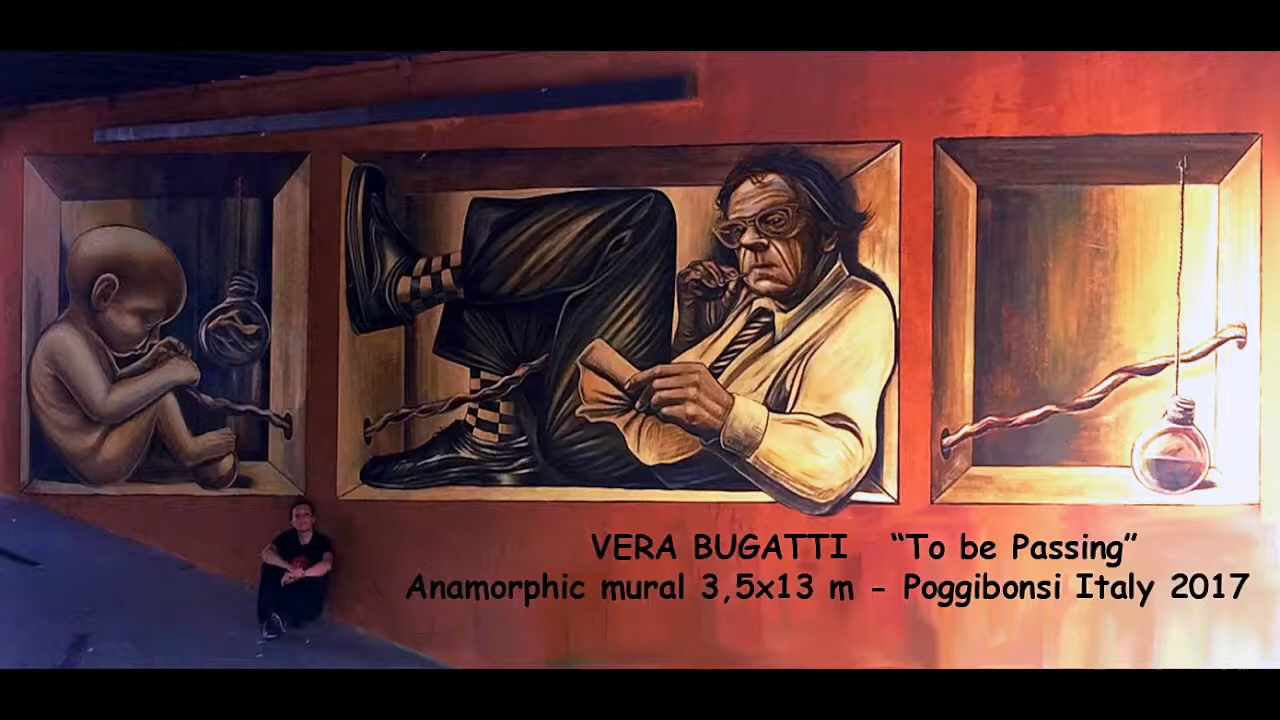 VERA BUGATTI “To be Passing”
Anamorphic mural 3,5x13 m - Poggibonsi Italy 2017